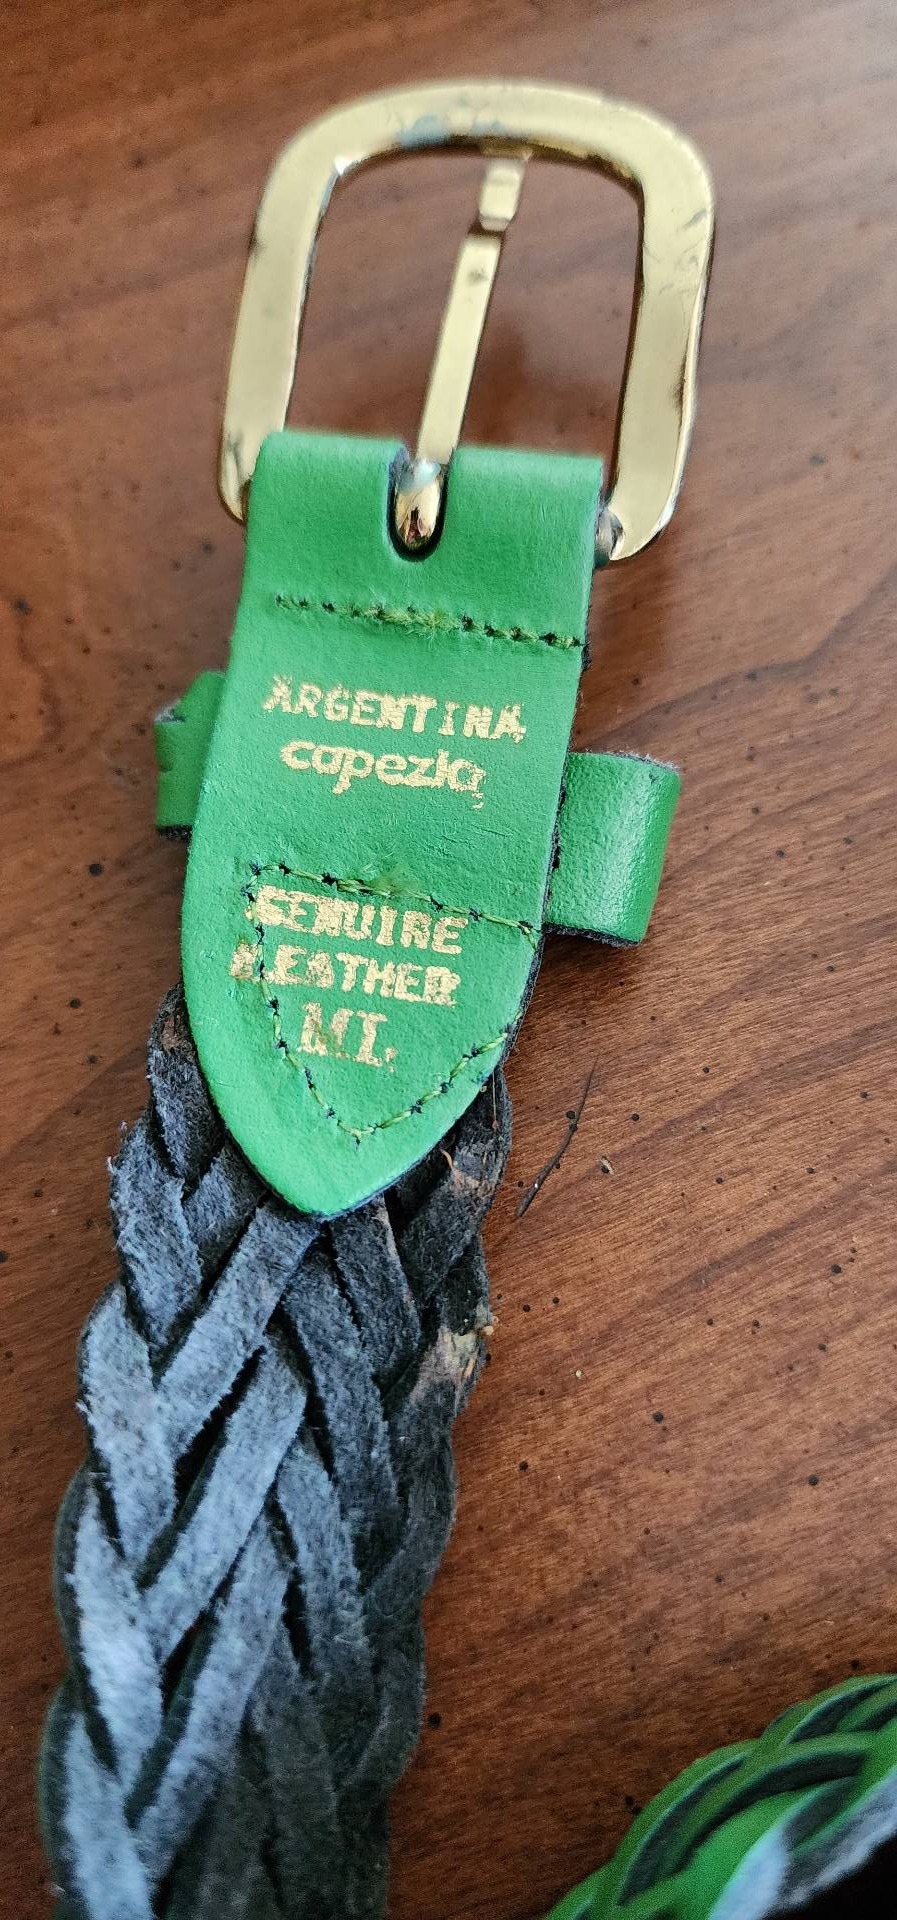 ARGENTINA
capezio
GENUINE
LEATHER
M/L